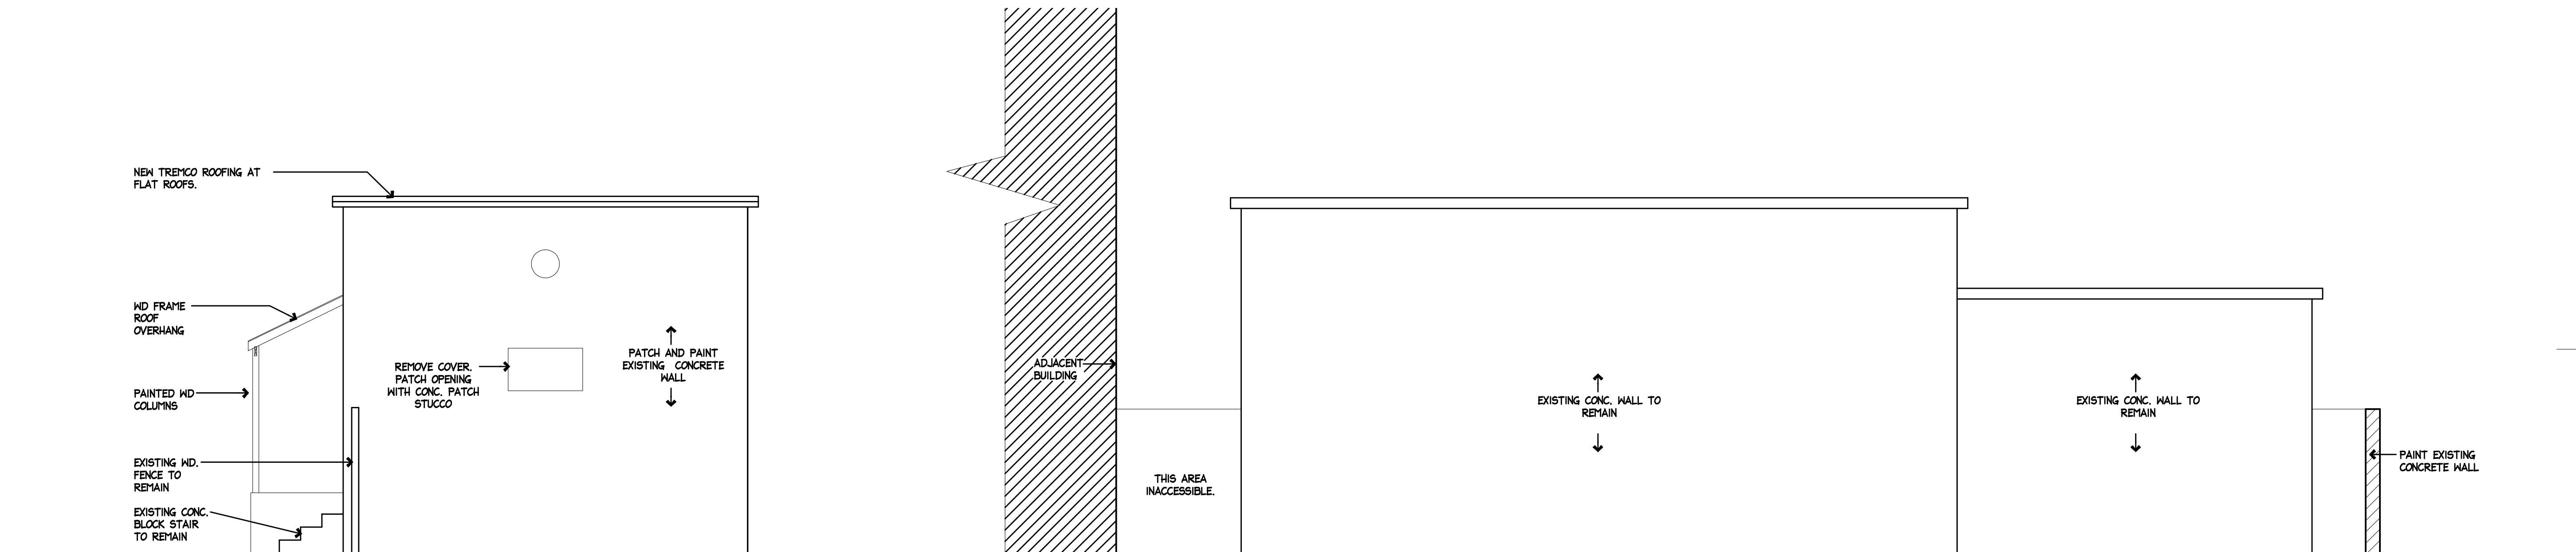 NEW TREMCO ROOFING AT
FLAT ROOFS.
WD FRAME
ROOF
OVERHANG
PAINTED WD
COLUMNS
EXISTING WD.
FENCE TO
REMAIN
EXISTING CONC.
BLOCK STAIR
TO REMAIN
REMOVE COVER.
PATCH OPENING
WITH CONC. PATCH
STUCCO
PATCH AND PAINT
EXISTING CONCRETE
WALL
ADJACENT
BUILDING
THIS AREA
INACCESSIBLE.
EXISTING CONC. WALL TO
REMAIN
EXISTING CONC. WALL TO
REMAIN
PAINT EXISTING
CONCRETE WALL